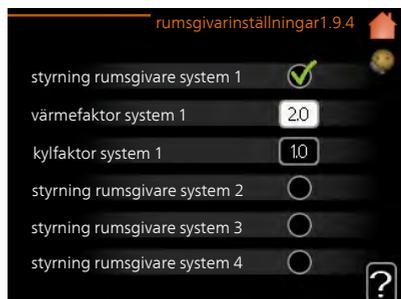 rumsgivarinställningar1.9.4
styrning rumsgivare system 1
värmefaktor system 1 2.0
kylfaktor system 1 1.0
styrning rumsgivare system 2
styrning rumsgivare system 3
styrning rumsgivare system 4
?